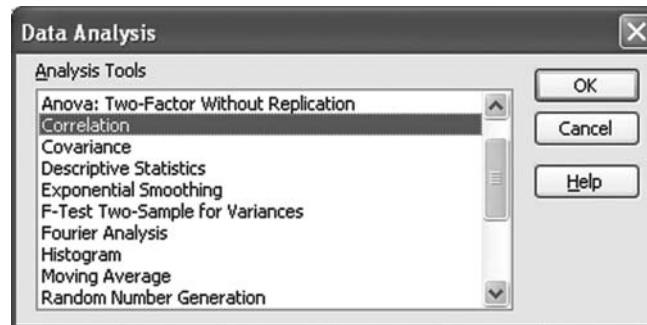 Data Analysis
Analysis Tools
Anova: Two-Factor Without Replication
Correlation
Covariance
Descriptive Statistics
Exponential Smoothing
F-Test Two-Sample for Variances
Fourier Analysis
Histogram
Moving Average
Random Number Generation
OK
Cancel
Help